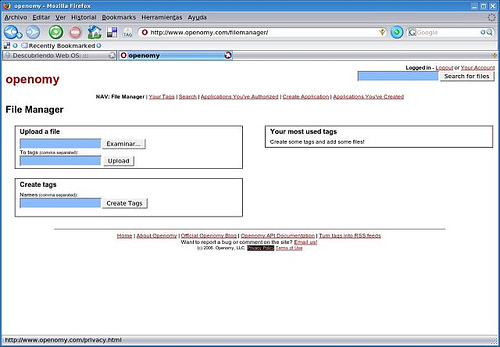 openomy - Mozilla Firefox
Archivo Editar Ver Historial Bookmarks Herramientas Ayuda
TAG http://www.openomy.com/filemanager/ Google
Recently Bookmarked
Descubriendo Web OS: ::: openomy
Logged in - Logout or Your Account
openomy Search for files
NAV: File Manager | Your Tags | Search | Applications You've Authorized | Create Application | Applications You've Created
File Manager
Upload a file
Examinar...
To tags (comma separated):
Upload
Your most used tags
Create some tags and add some files!
Create tags
Names (comma separated):
Create Tags
Home | About Openomy | Official Openomy Blog | Openomy API Documentation | Turn tags into RSS feeds
Want to report a bug or comment on the site? Email us!
(c) 2006 Openomy, LLC. Privacy Policy Terms of Use
http://www.openomy.com/privacy.html